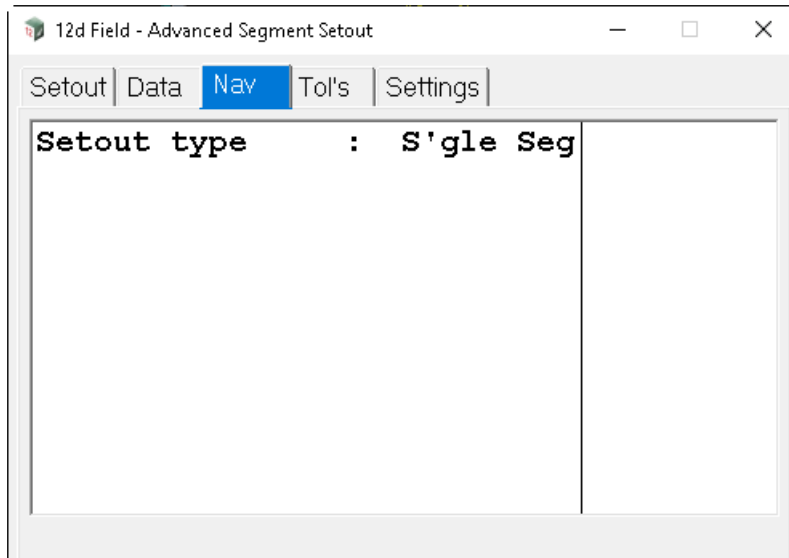 12d Field - Advanced Segment Setout
Setout Data Nav Tol's Settings
Setout type : S'gle Seg